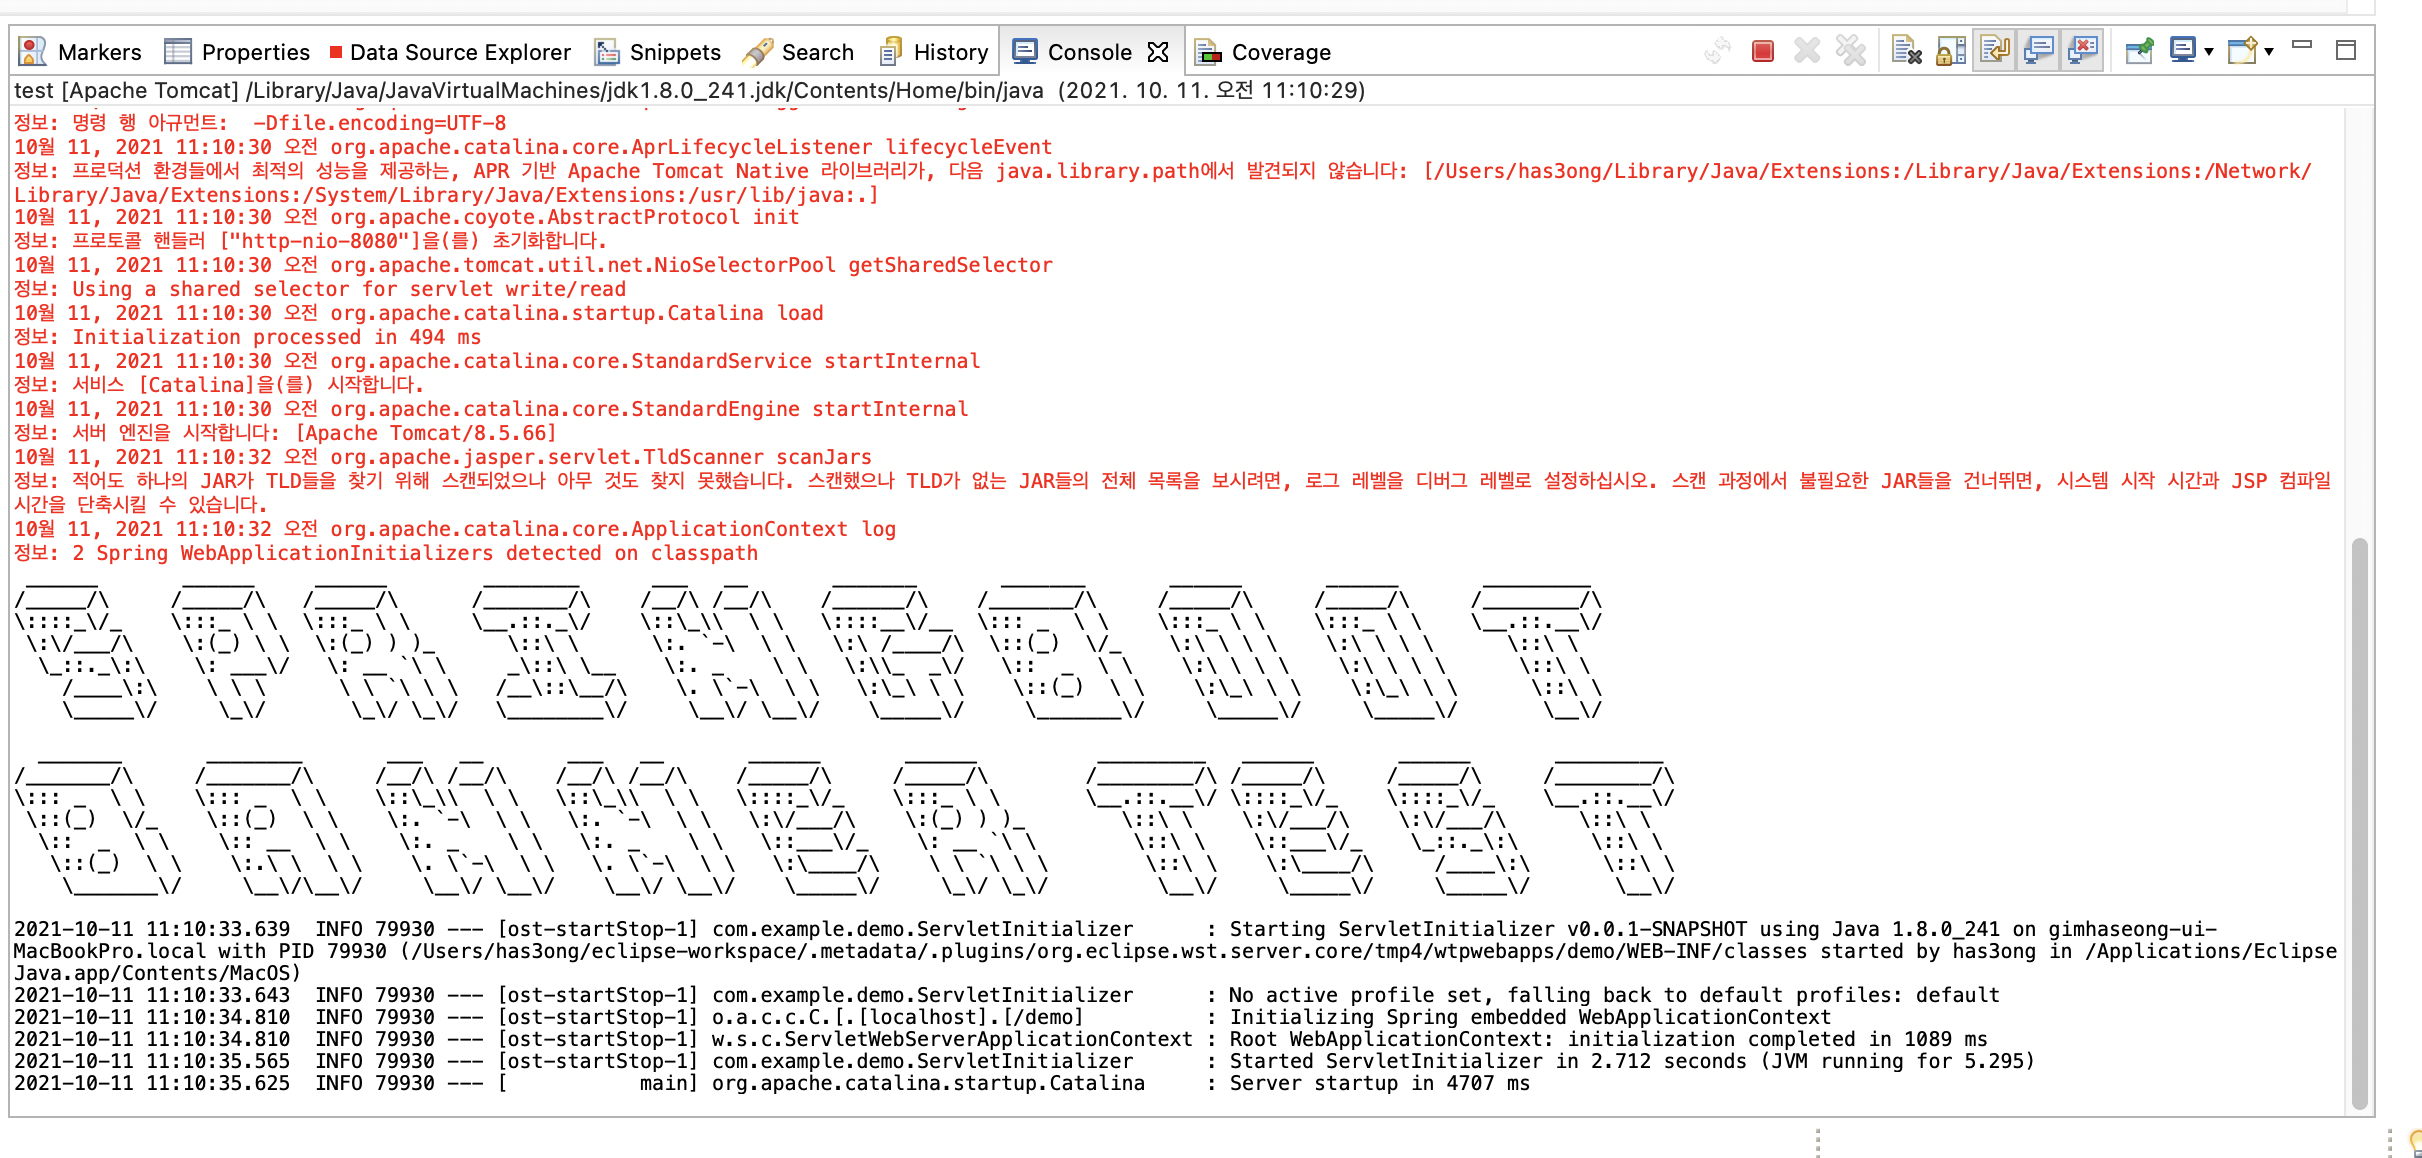 Markers Properties Data Source Explorer Snippets Search History Console Coverage
test [Apache Tomcat] /Library/Java/JavaVirtualMachines/jdk1.8.0_241.jdk/Contents/Home/bin/java (2021. 10. 11. 오전 11:10:29)
정보: 명령 행 아규먼트:  -Dfile.encoding=UTF-8
10월 11, 2021 11:10:30 오전 org.apache.catalina.core.AprLifecycleListener lifecycleEvent
정보: 프로덕션 환경들에서 최적의 성능을 제공하는, APR 기반 Apache Tomcat Native 라이브러리가, 다음 java.library.path에서 발견되지 않습니다: [/Users/has3ong/Library/Java/Extensions:/Library/Java/Extensions:/Network/
Library/Java/Extensions:/System/Library/Java/Extensions:/usr/lib/java:.]
10월 11, 2021 11:10:30 오전 org.apache.coyote.AbstractProtocol init
정보: 프로토콜 핸들러 ["http-nio-8080"]을(를) 초기화합니다.
10월 11, 2021 11:10:30 오전 org.apache.tomcat.util.net.NioSelectorPool getSharedSelector
정보: Using a shared selector for servlet write/read
10월 11, 2021 11:10:30 오전 org.apache.catalina.startup.Catalina load
정보: Initialization processed in 494 ms
10월 11, 2021 11:10:30 오전 org.apache.catalina.core.StandardService startInternal
정보: 서비스 [Catalina]을(를) 시작합니다.
10월 11, 2021 11:10:30 오전 org.apache.catalina.core.StandardEngine startInternal
정보: 서버 엔진을 시작합니다: [Apache Tomcat/8.5.66]
10월 11, 2021 11:10:32 오전 org.apache.jasper.servlet.TldScanner scanJars
정보: 적어도 하나의 JAR가 TLD들을 찾기 위해 스캔되었으나 아무 것도 찾지 못했습니다. 스캔했으나 TLD가 없는 JAR들의 전체 목록을 보시려면, 로그 레벨을 디버그 레벨로 설정하십시오. 스캔 과정에서 불필요한 JAR들을 건너뛰면, 시스템 시작 시간과 JSP 컴파일
시간을 단축시킬 수 있습니다.
10월 11, 2021 11:10:32 오전 org.apache.catalina.core.ApplicationContext log
정보: 2 Spring WebApplicationInitializers detected on classpath
SPRINGBOOT
BANNER TEST
2021-10-11 11:10:33.639  INFO 79930 --- [ost-startStop-1] com.example.demo.ServletInitializer      : Starting ServletInitializer v0.0.1-SNAPSHOT using Java 1.8.0_241 on gimhaseong-ui-
MacBookPro.local with PID 79930 (/Users/has3ong/eclipse-workspace/.metadata/.plugins/org.eclipse.wst.server.core/tmp4/wtpwebapps/demo/WEB-INF/classes started by has3ong in /Applications/Eclipse
Java.app/Contents/MacOS)
2021-10-11 11:10:33.643  INFO 79930 --- [ost-startStop-1] com.example.demo.ServletInitializer      : No active profile set, falling back to default profiles: default
2021-10-11 11:10:34.810  INFO 79930 --- [ost-startStop-1] o.a.c.c.C.[.[localhost].[/demo]          : Initializing Spring embedded WebApplicationContext
2021-10-11 11:10:34.810  INFO 79930 --- [ost-startStop-1] w.s.c.ServletWebServerApplicationContext : Root WebApplicationContext: initialization completed in 1089 ms
2021-10-11 11:10:35.565  INFO 79930 --- [ost-startStop-1] com.example.demo.ServletInitializer      : Started ServletInitializer in 2.712 seconds (JVM running for 5.295)
2021-10-11 11:10:35.625  INFO 79930 --- [           main] org.apache.catalina.startup.Catalina     : Server startup in 4707 ms